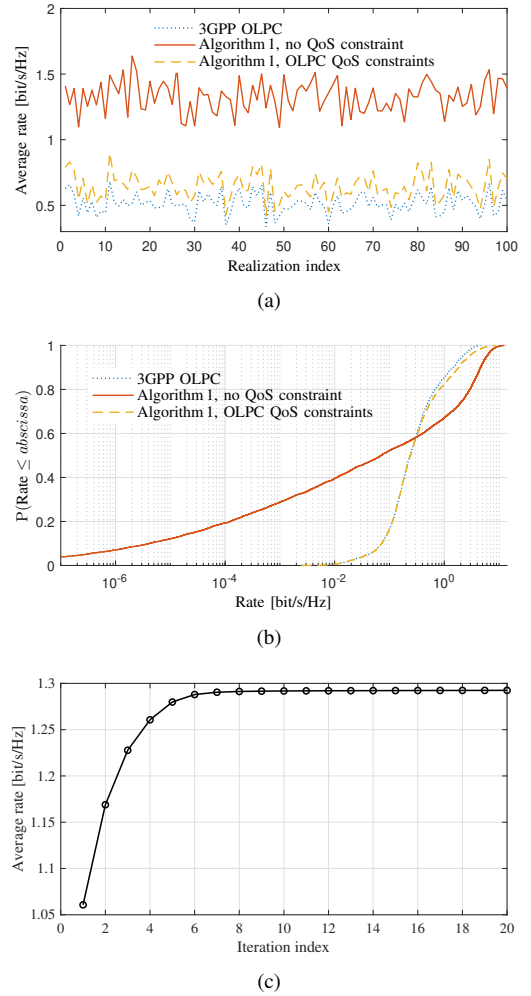 2
1.5
1
0.5
Average rate [bit/s/Hz]
3GPP OLPC
Algorithm 1, no QoS constraint
Algorithm 1, OLPC QoS constraints
0 10 20 30 40 50 60 70 80 90 100
Realization index
(a)
1
0.8
0.6
0.4
0.2
0
P(Rate ≤ abscissa)
3GPP OLPC
Algorithm 1, no QoS constraint
Algorithm 1, OLPC QoS constraints
10^-6 10^-4 10^-2 10^0
Rate [bit/s/Hz]
(b)
1.3
1.25
1.2
1.15
1.1
1.05
Average rate [bit/s/Hz]
0 2 4 6 8 10 12 14 16 18 20
Iteration index
(c)